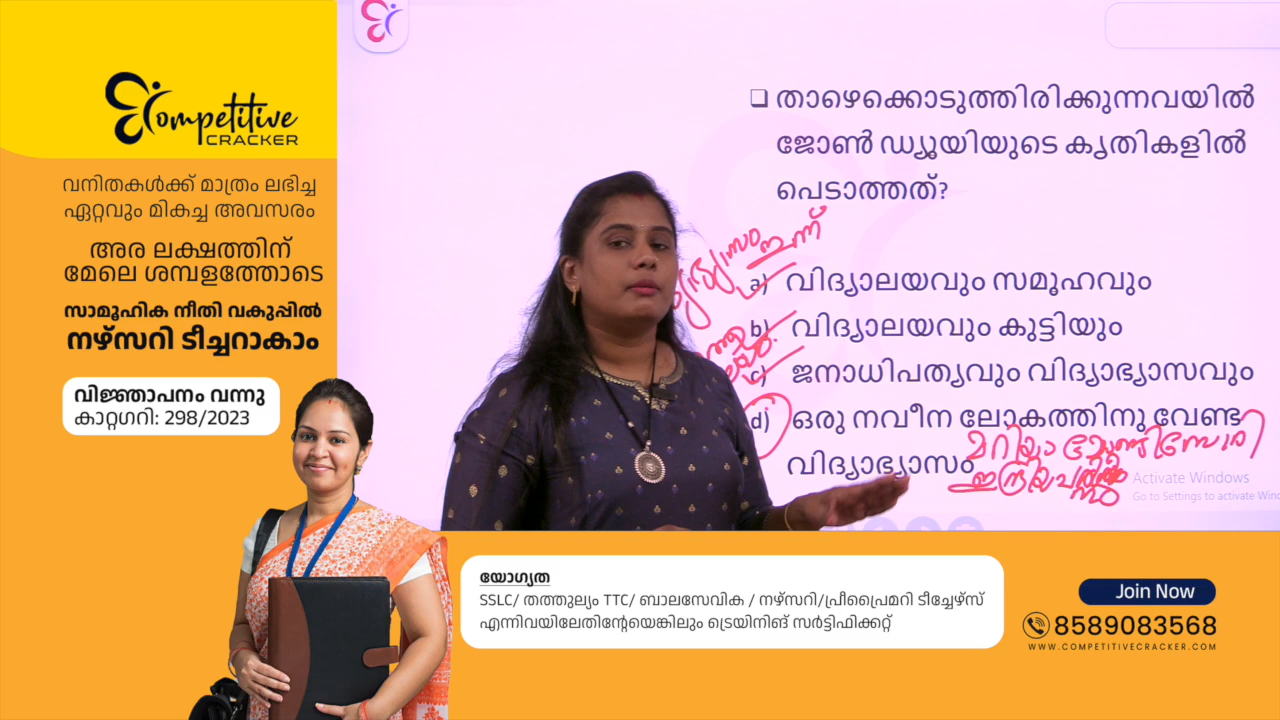 Competitive
CRACKER
വനിതകൾക്ക് മാത്രം ലഭിച്ച
ഏറ്റവും മികച്ച അവസരം
അര ലക്ഷത്തിന്
മേലെ ശമ്പളത്തോടെ
സാമൂഹിക നീതി വകുപ്പിൽ
നഴ്സറി ടീച്ചറാകാം
വിജ്ഞാപനം വന്നു
കാറ്റഗറി: 298/2023
❑ താഴെക്കൊടുത്തിരിക്കുന്നവയിൽ
ജോൺ ഡ്യൂയിയുടെ കൃതികളിൽ
പെടാത്തത്?
ഇന്ന്
a) വിദ്യാലയവും സമൂഹവും
b) വിദ്യാലയവും കുട്ടിയും
c) ജനാധിപത്യവും വിദ്യാഭ്യാസവും
d) ഒരു നവീന ലോകത്തിനു വേണ്ട
വിദ്യാഭ്യാസം
മറിയ മോണ്ടിസോറി
Activate Windows
Go to Settings to activate Wind
യോഗ്യത
SSLC/ തത്തുല്യം TTC/ ബാലസേവിക / നഴ്സറി/പ്രീപ്രൈമറി ടീച്ചേഴ്സ്
എന്നിവയിലേതിന്റേയെങ്കിലും ട്രെയിനിങ് സർട്ടിഫിക്കറ്റ്
Join Now
8589083568
WWW.COMPETITIVECRACKER.COM